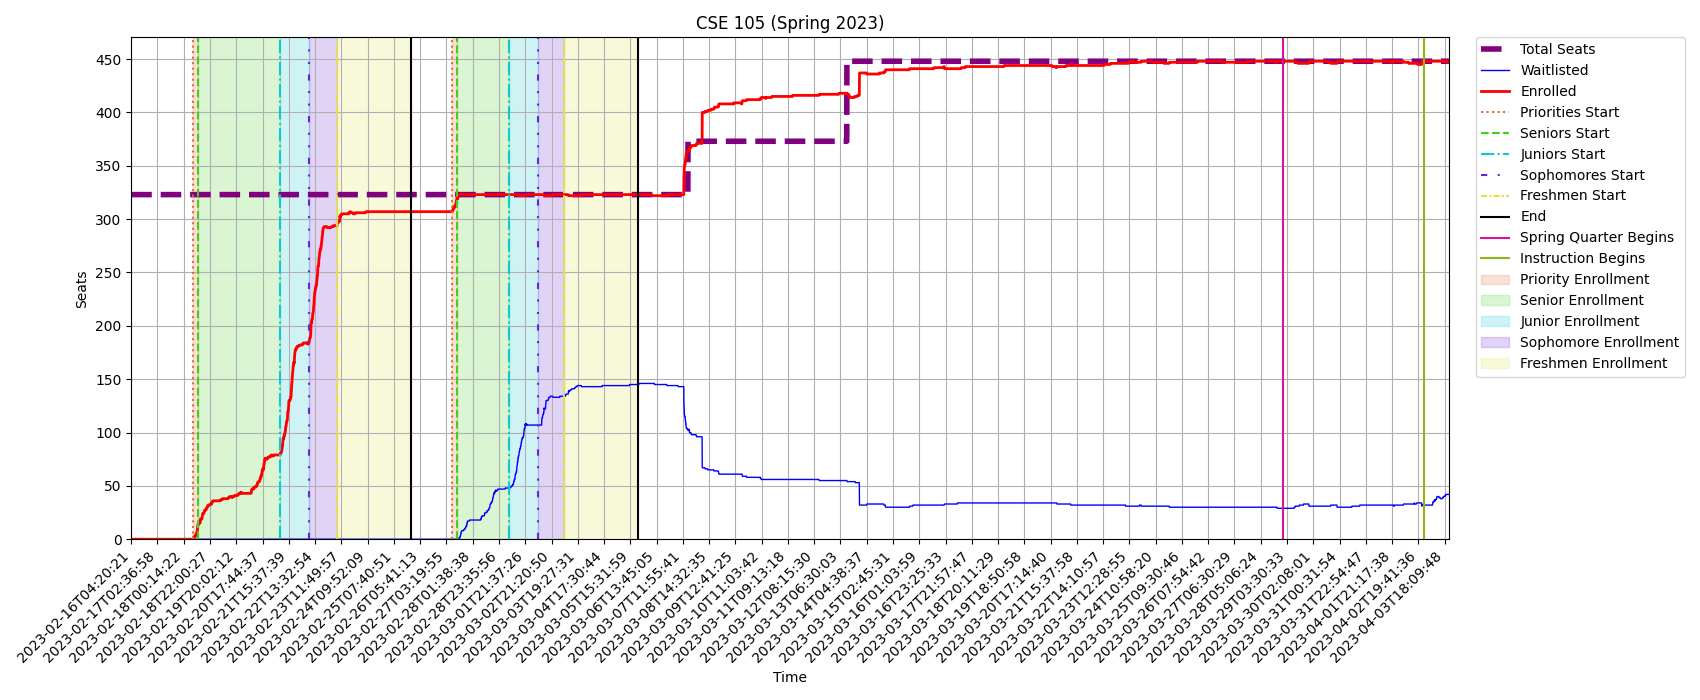 CSE 105 (Spring 2023)
Seats
450
400
350
300
250
200
150
100
50
0
2023-02-16T04:20:21
2023-02-17T02:36:58
2023-02-18T00:14:22
2023-02-18T22:00:27
2023-02-19T20:02:12
2023-02-20T17:44:37
2023-02-21T15:37:39
2023-02-22T13:32:54
2023-02-23T11:49:57
2023-02-24T09:52:09
2023-02-25T07:40:51
2023-02-26T05:41:13
2023-02-27T03:19:55
2023-02-28T01:38:38
2023-02-28T23:35:56
2023-03-01T21:37:26
2023-03-02T21:20:50
2023-03-03T19:27:31
2023-03-04T17:30:44
2023-03-05T15:31:59
2023-03-06T13:45:05
2023-03-07T11:55:41
2023-03-08T14:32:35
2023-03-09T12:41:25
2023-03-10T11:03:42
2023-03-11T09:13:18
2023-03-12T08:15:30
2023-03-13T06:30:03
2023-03-14T04:38:37
2023-03-15T02:45:31
2023-03-16T01:03:59
2023-03-16T23:25:33
2023-03-17T21:57:47
2023-03-18T20:11:29
2023-03-19T18:50:58
2023-03-20T17:14:40
2023-03-21T15:37:58
2023-03-22T14:10:57
2023-03-23T12:28:55
2023-03-24T10:58:20
2023-03-25T09:30:46
2023-03-26T07:54:42
2023-03-27T06:30:29
2023-03-28T05:06:24
2023-03-29T03:30:33
2023-03-30T02:08:01
2023-03-31T00:31:54
2023-03-31T22:54:47
2023-04-01T21:17:38
2023-04-02T19:41:36
2023-04-03T18:09:48
Time
Total Seats
Waitlisted
Enrolled
Priorities Start
Seniors Start
Juniors Start
Sophomores Start
Freshmen Start
End
Spring Quarter Begins
Instruction Begins
Priority Enrollment
Senior Enrollment
Junior Enrollment
Sophomore Enrollment
Freshmen Enrollment